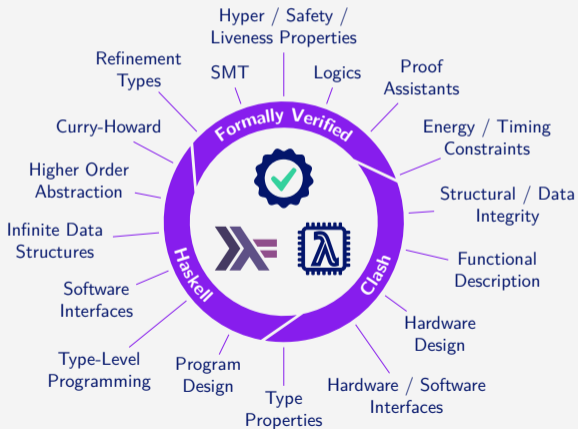 Hyper / Safety /
Liveness Properties
Refinement
Types
SMT
Logics
Proof
Assistants
Formally Verified
Curry-Howard
Energy / Timing
Constraints
Higher Order
Abstraction
Structural / Data
Integrity
Infinite Data
Structures
Functional
Description
Haskell
Clash
Software
Interfaces
Hardware
Design
Type-Level
Programming
Program
Design
Hardware / Software
Interfaces
Type
Properties